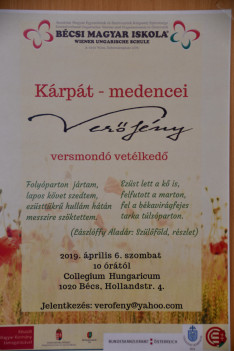 BÉCSI MAGYAR ISKOLA
WIENER UNGARISCHE SCHULE
Kárpát - medencei
Verőfény
versmondó vetélkedő
Folyóparton jártam,
lapos követ szedtem,
ezüsttükrű hullám hátán
messzire szöktettem.
Ezüst lett a kő is,
felfutott a marton,
fel a békavirágfejes
tarka túlsóparton.
(Lászlóffy Aladár: Szülőföld, részlet)
2019. április 6. szombat
10 órától
Collegium Hungaricum
1020 Bécs, Hollandstr. 4.
Jelentkezés: verofeny@yahoo.com